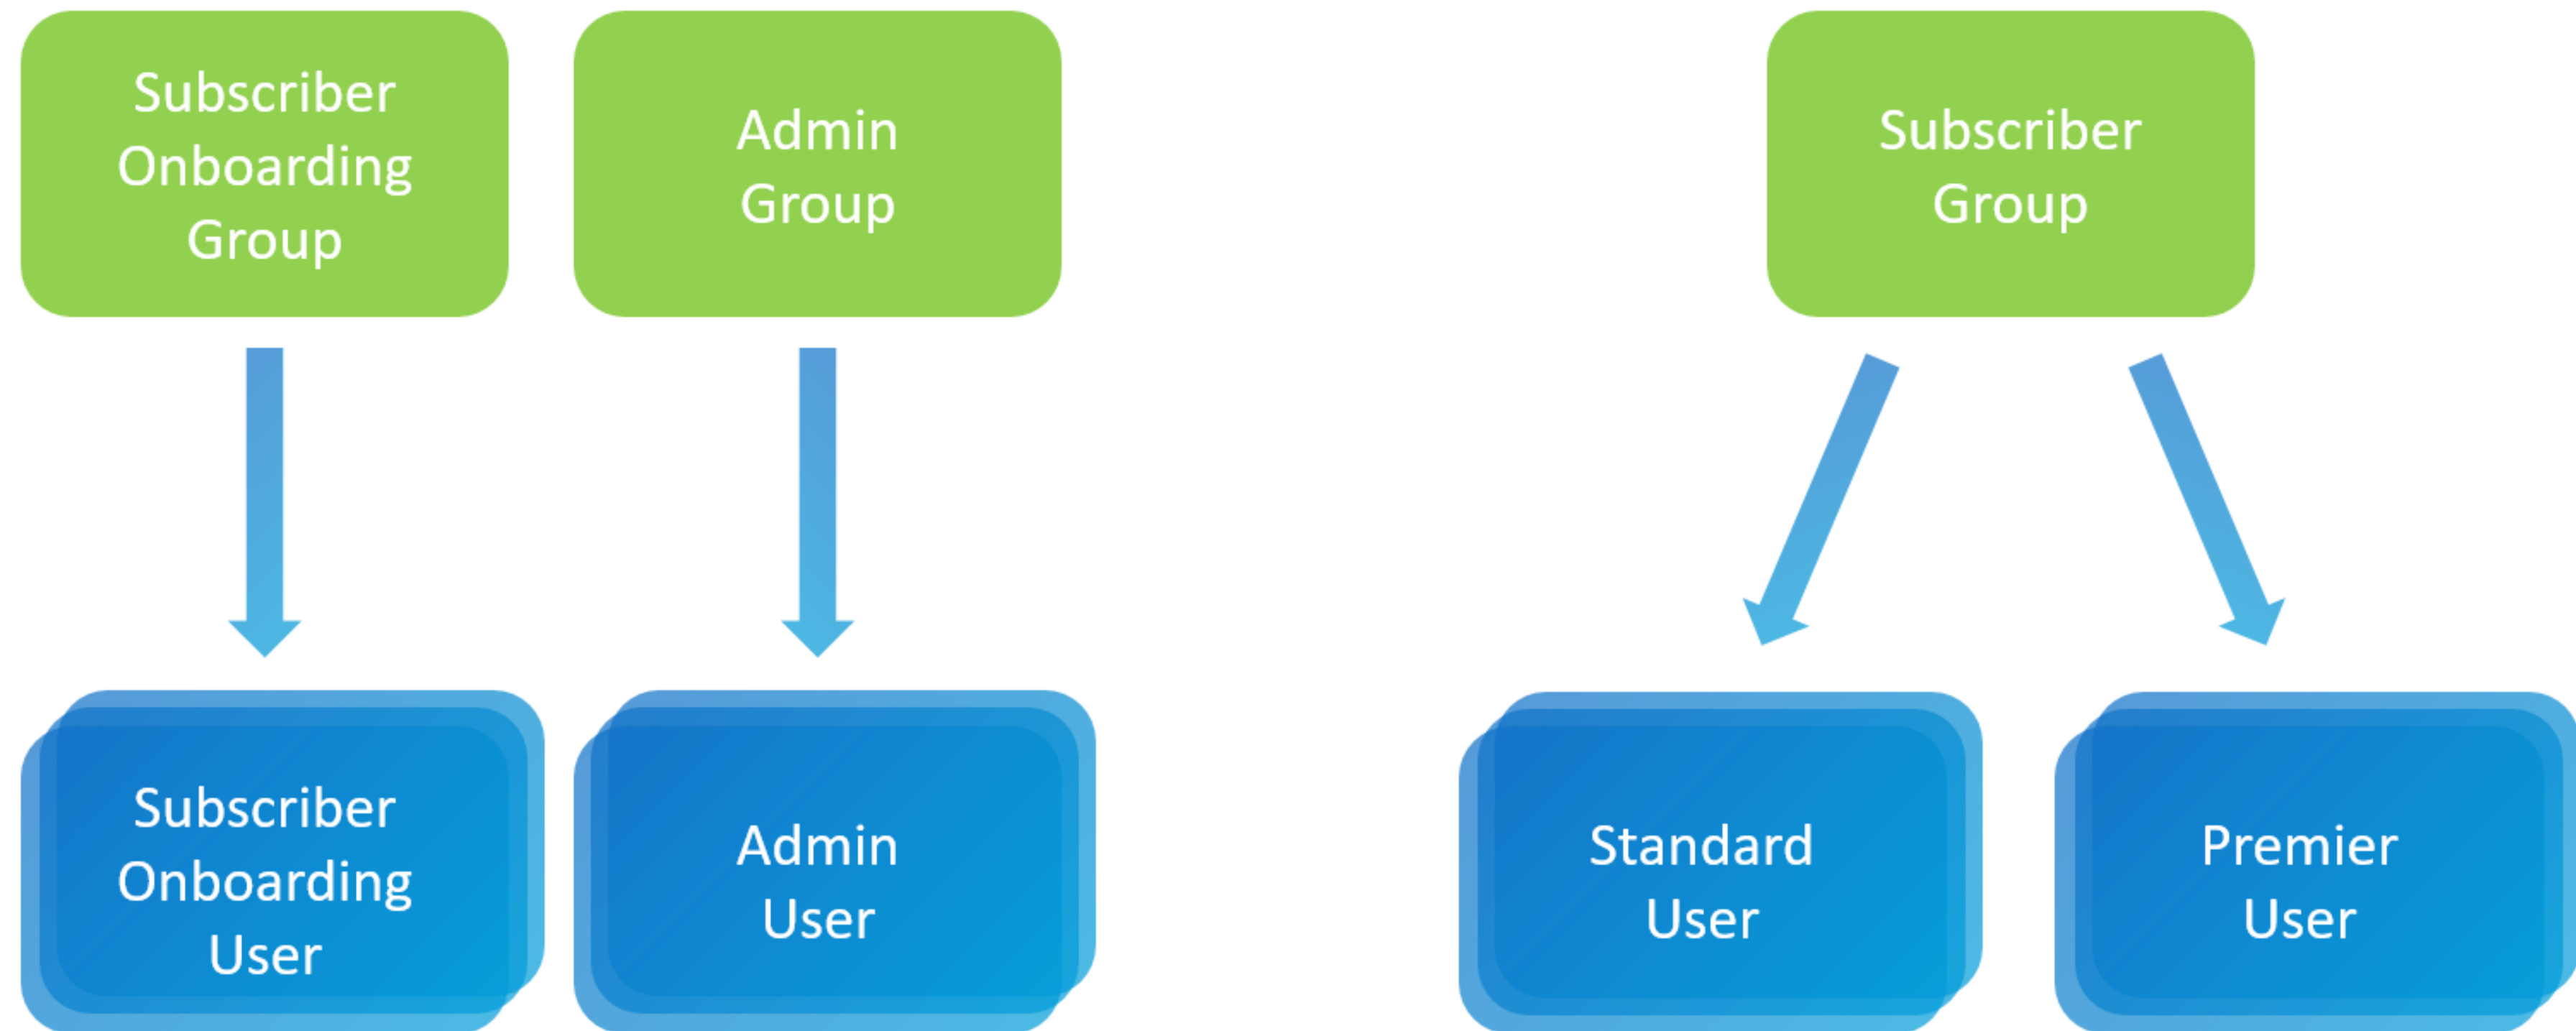 Subscriber
Onboarding
Group
Admin
Group
Subscriber
Group
Subscriber
Onboarding
User
Admin
User
Standard
User
Premier
User